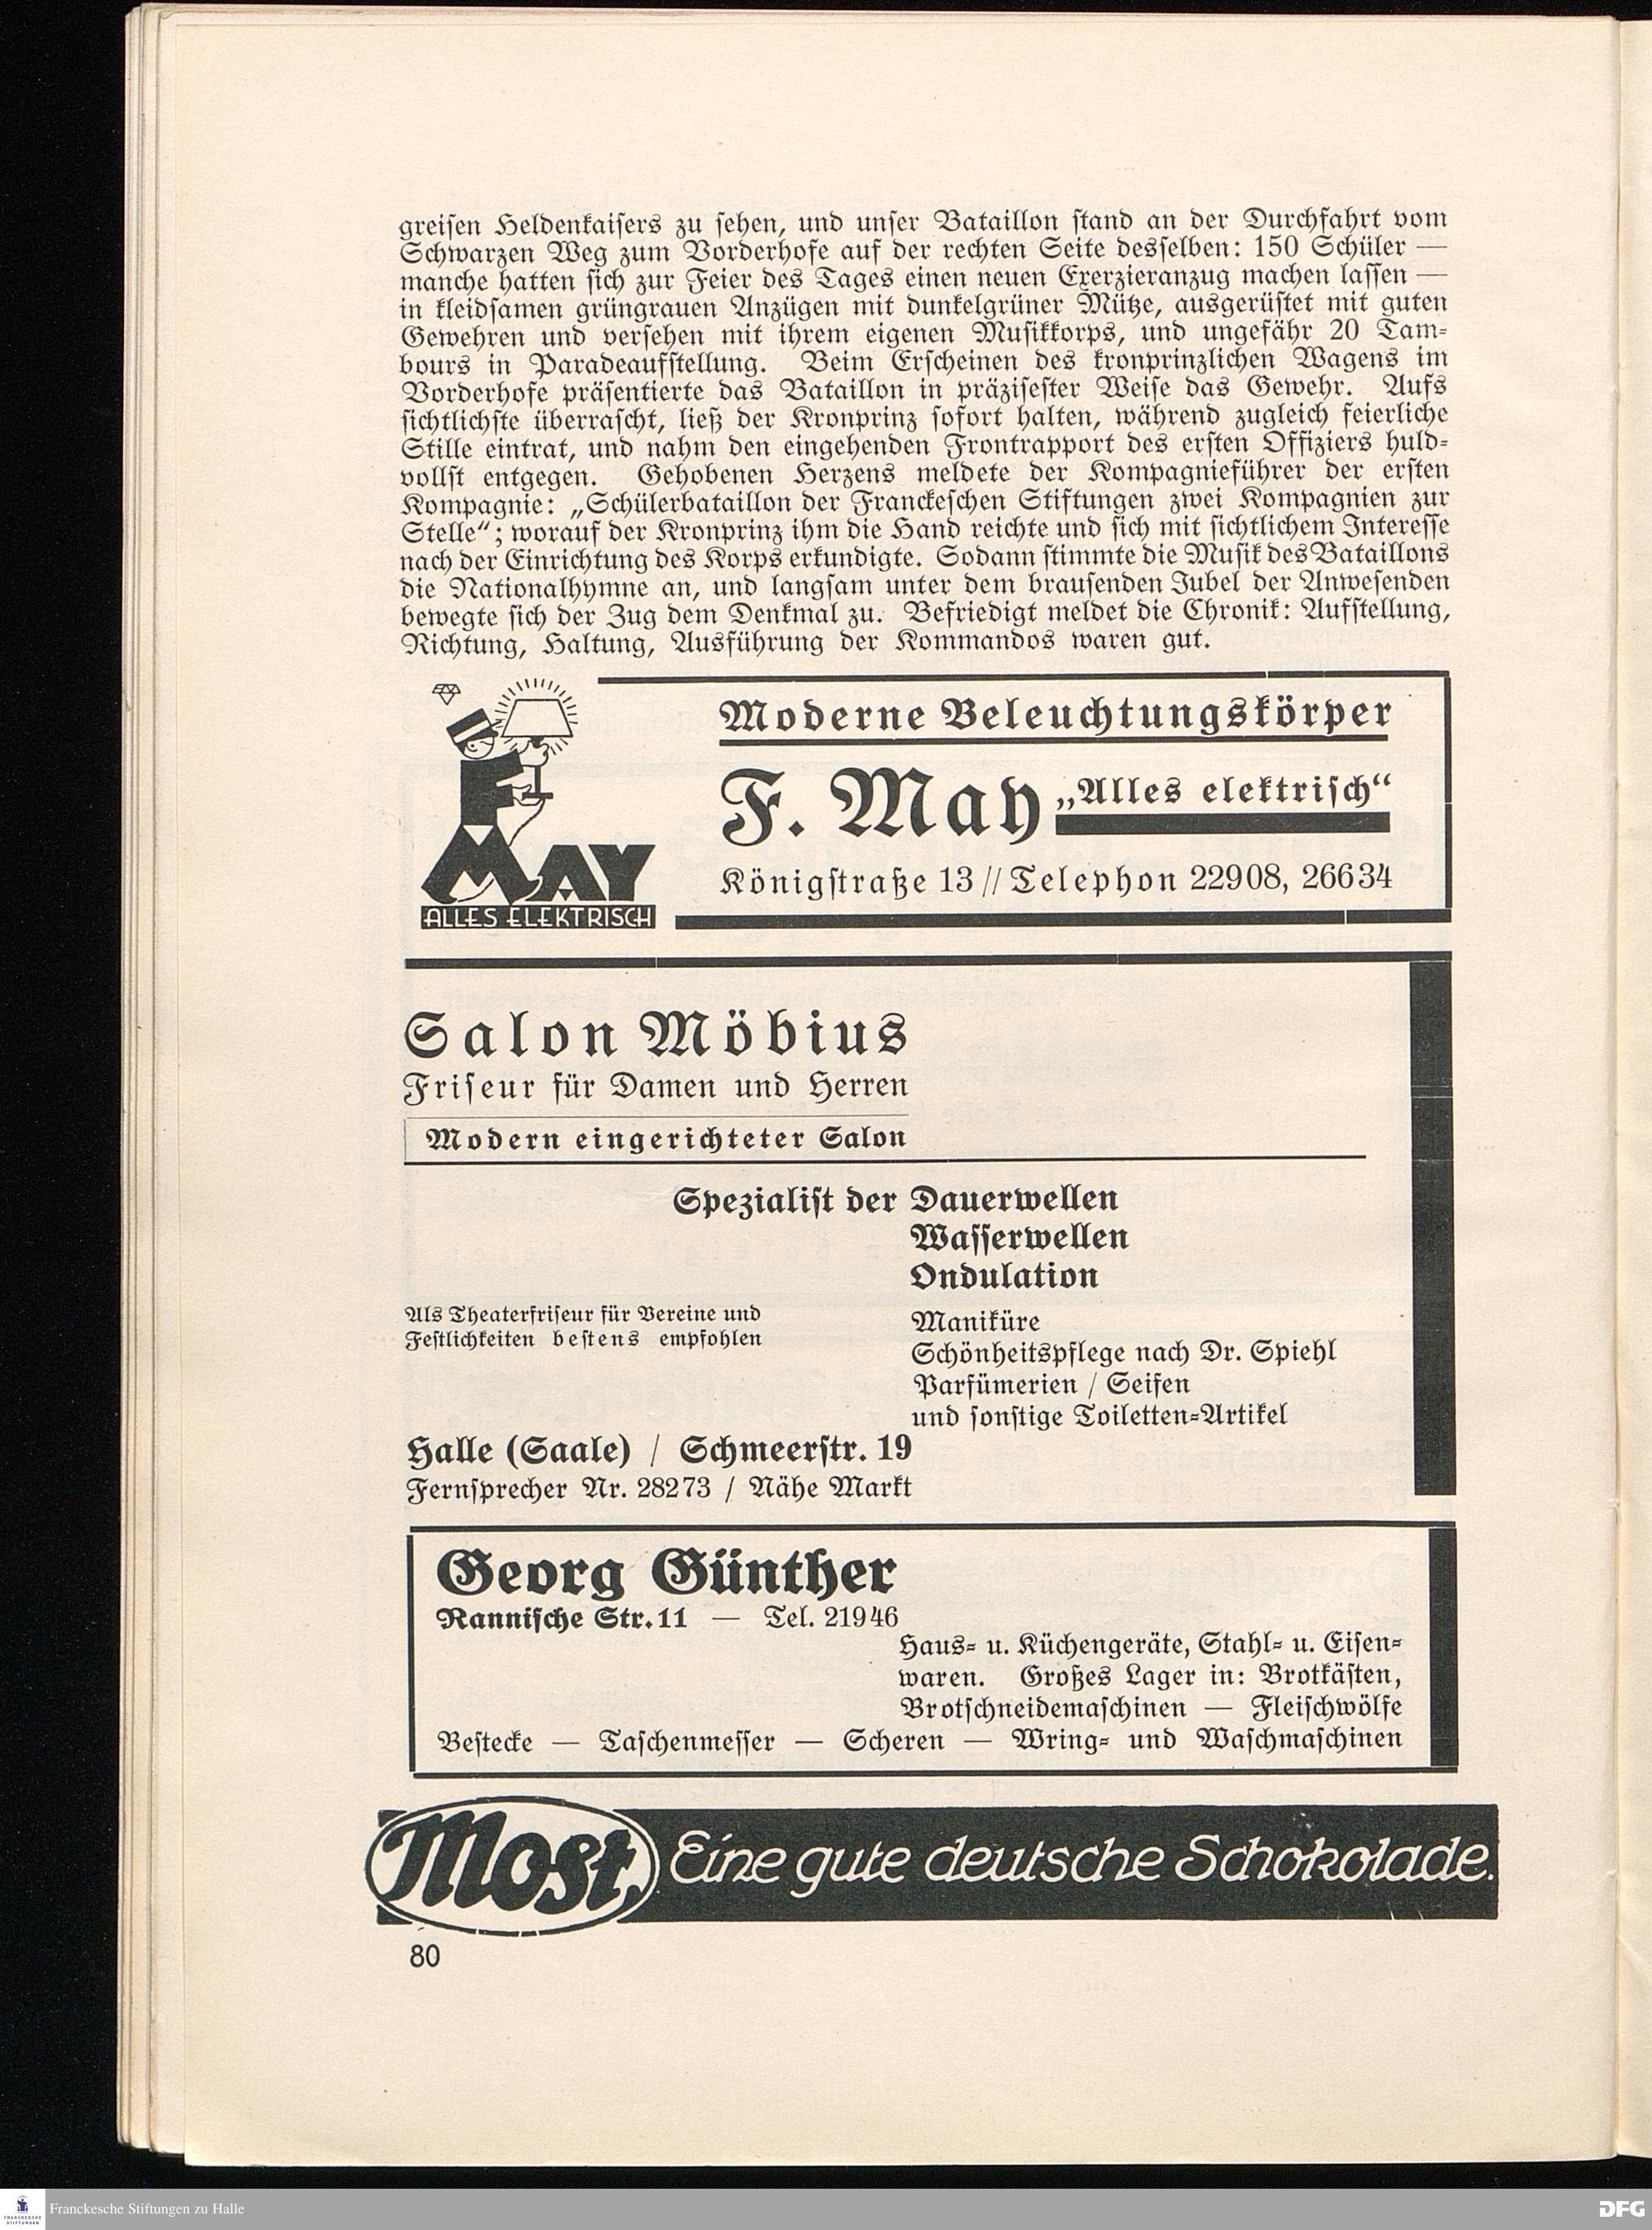 greisen Heldenkaisers zu sehen, und unser Bataillon stand an der Durchfahrt vom
Schwarzen Weg zum Vorderhofe auf der rechten Seite desselben: 150 Schüler —
manche hatten sich zur Feier des Tages einen neuen Exerzieranzug machen lassen —
in kleidsamen grüngrauen Anzügen mit dunkelgrüner Mütze, ausgerüstet mit guten
Gewehren und versehen mit ihrem eigenen Musikkorps, und ungefähr 20 Tam-
bours in Paradeaufstellung. Beim Erscheinen des kronprinzlichen Wagens im
Vorderhofe präsentierte das Bataillon in präzisester Weise das Gewehr. Aufs
sichtlichste überrascht, ließ der Kronprinz sofort halten, während zugleich feierliche
Stille eintrat, und nahm den eingehenden Frontrapport des ersten Offiziers huld-
vollst entgegen. Gehobenen Herzens meldete der Kompagnieführer der ersten
Kompagnie: „Schülerbataillon der Franckeschen Stiftungen zwei Kompagnien zur
Stelle“; worauf der Kronprinz ihm die Hand reichte und sich mit sichtlichem Interesse
nach der Einrichtung des Korps erkundigte. Sodann stimmte die Musik des Bataillons
die Nationalhymne an, und langsam unter dem brausenden Jubel der Anwesenden
bewegte sich der Zug dem Denkmal zu. Befriedigt meldet die Chronik: Aufstellung,
Richtung, Haltung, Ausführung der Kommandos waren gut.
F MAY
ALLES ELEKTRISCH
Moderne Beleuchtungskörper
F. May „Alles elektrisch“
Königstraße 13 // Telephon 22908, 26634
Salon Möbius
Friseur für Damen und Herren
Modern eingerichteter Salon
Spezialist der Dauerwellen
Wasserwellen
Ondulation
Als Theaterfriseur für Vereine und
Festlichkeiten bestens empfohlen
Maniküre
Schönheitspflege nach Dr. Spiehl
Parfümerien / Seifen
und sonstige Toiletten-Artikel
Halle (Saale) / Schmeerstr. 19
Fernsprecher Nr. 28273 / Nähe Markt
Georg Günther
Rannische Str. 11 — Tel. 21946
Haus- u. Küchengeräte, Stahl- u. Eisen-
waren. Großes Lager in: Brotkästen,
Brotschneidemaschinen — Fleischwölfe
Bestecke — Taschenmesser — Scheren — Wring- und Waschmaschinen
Most. Eine gute deutsche Schokolade.
80
FRANCKESCHE
STIFTUNGEN
Franckesche Stiftungen zu Halle
DFG